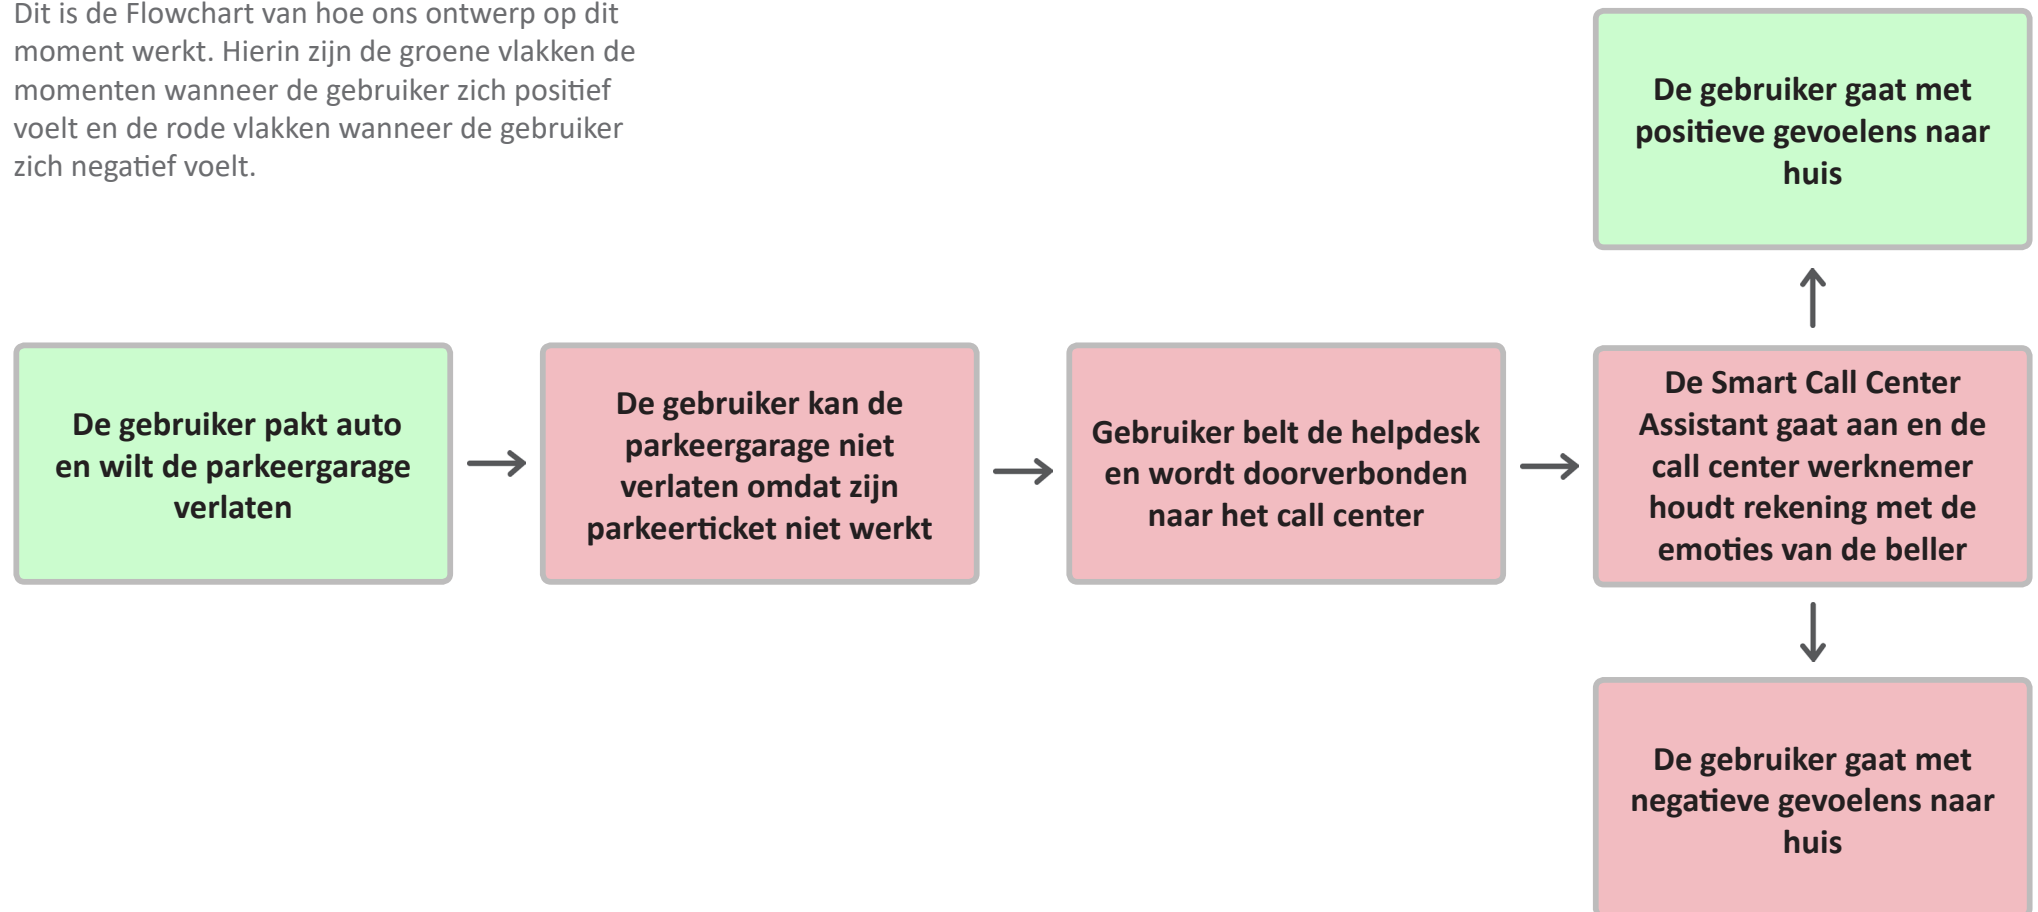 Dit is de Flowchart van hoe ons ontwerp op dit
moment werkt. Hierin zijn de groene vlakken de
momenten wanneer de gebruiker zich positief
voelt en de rode vlakken wanneer de gebruiker
zich negatief voelt.
De gebruiker pakt auto
en wilt de parkeergarage
verlaten
De gebruiker kan de
parkeergarage niet
verlaten omdat zijn
parkeerticket niet werkt
Gebruiker belt de helpdesk
en wordt doorverbonden
naar het call center
De Smart Call Center
Assistant gaat aan en de
call center werknemer
houdt rekening met de
emoties van de beller
De gebruiker gaat met
positieve gevoelens naar
huis
De gebruiker gaat met
negatieve gevoelens naar
huis